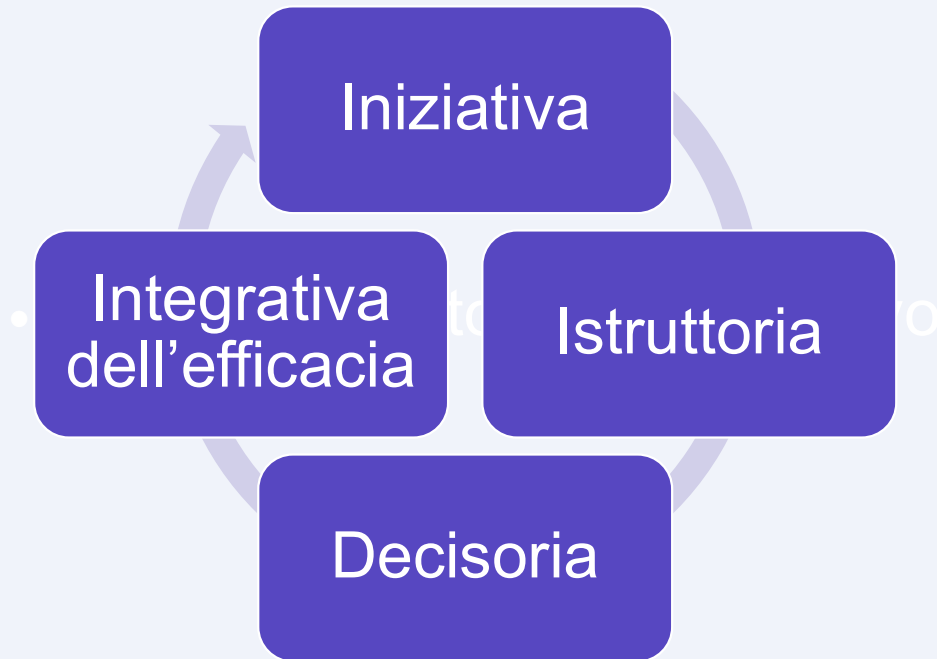 Iniziativa
Integrativa
dell’efficacia
Istruttoria
Decisoria